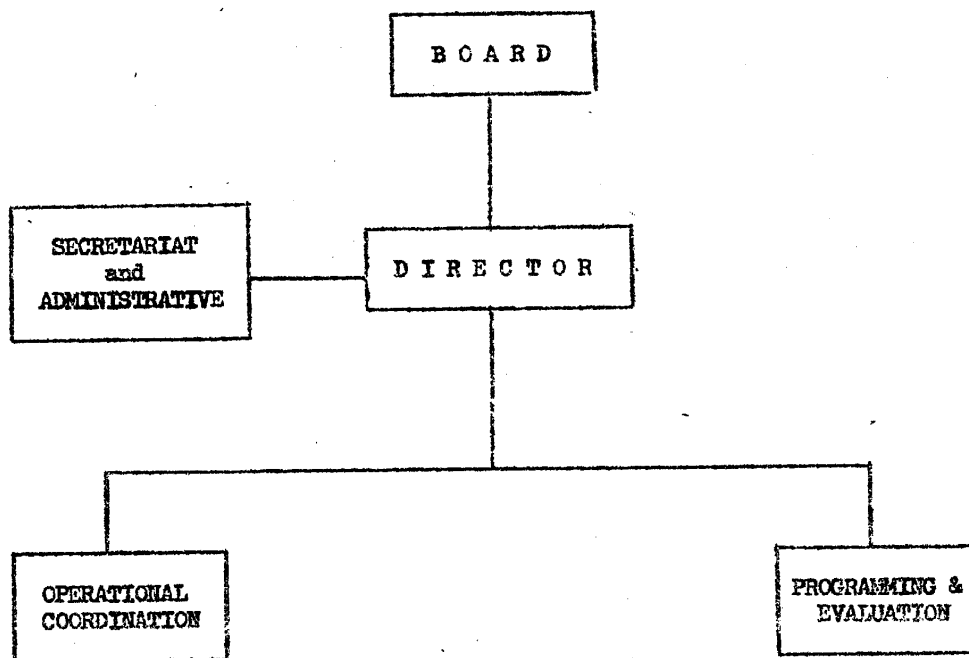 BOARD
SECRETARIAT
and
ADMINISTRATIVE
DIRECTOR
OPERATIONAL
COORDINATION
PROGRAMMING &
EVALUATION